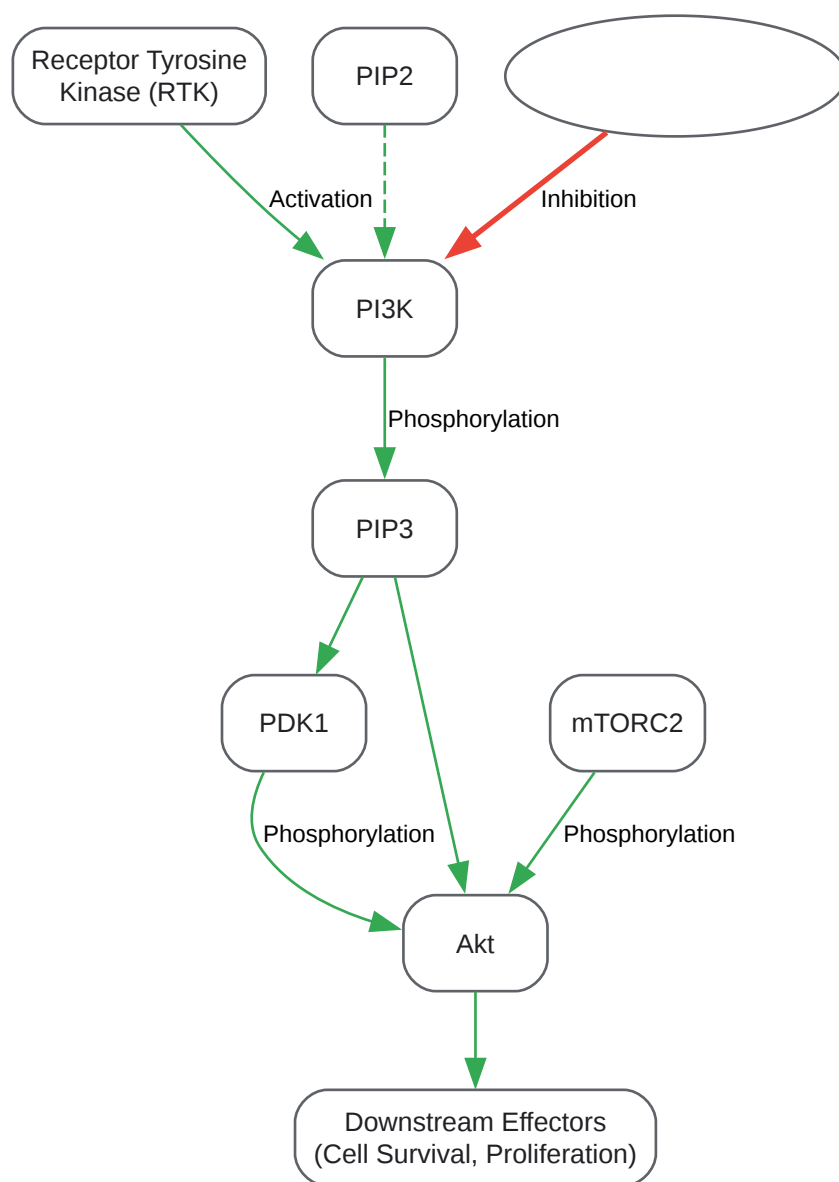 Receptor Tyrosine
Kinase (RTK)
PIP2
Activation
Inhibition
PI3K
Phosphorylation
PIP3
PDK1
mTORC2
Phosphorylation
Phosphorylation
Akt
Downstream Effectors
(Cell Survival, Proliferation)